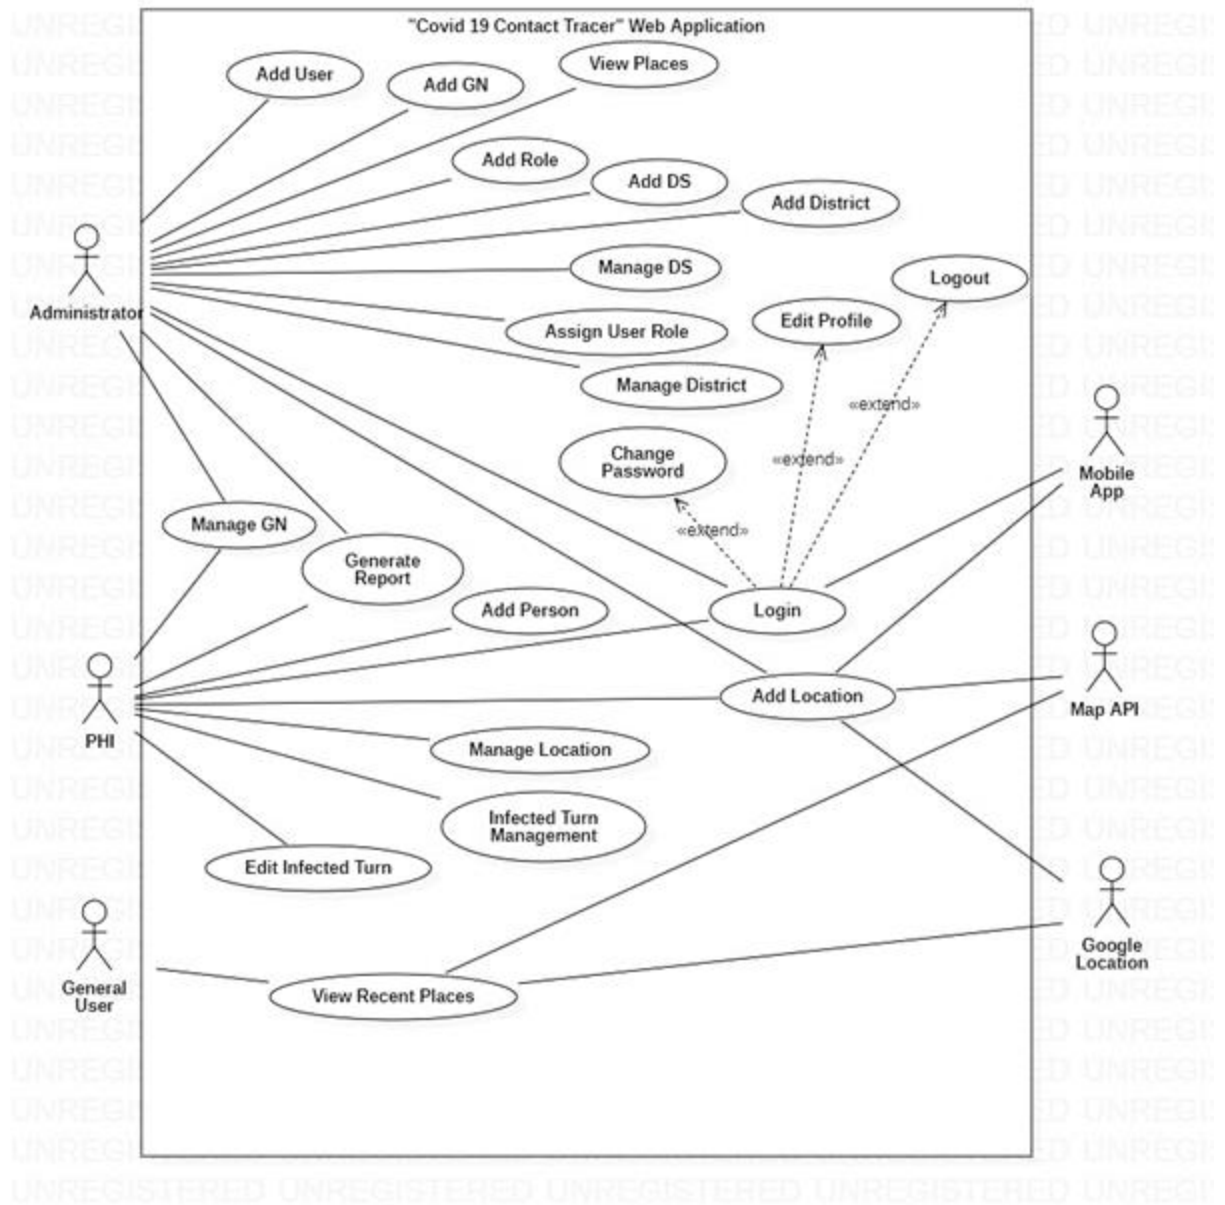 "Covid 19 Contact Tracer" Web Application
Add User
Add GN
View Places
Add Role
Add DS
Add District
Manage DS
Logout
Administrator
Assign User Role
Edit Profile
Manage District
«extend»
Change
Password
«extend»
Mobile
App
Manage GN
«extend»
Generate
Report
Add Person
Login
Add Location
Map API
PHI
Manage Location
Infected Turn
Management
Edit Infected Turn
Google
Location
General
User
View Recent Places
UNREGISTERED UNREGISTERED UNREGISTERED UNREGISTERED UNREGIS